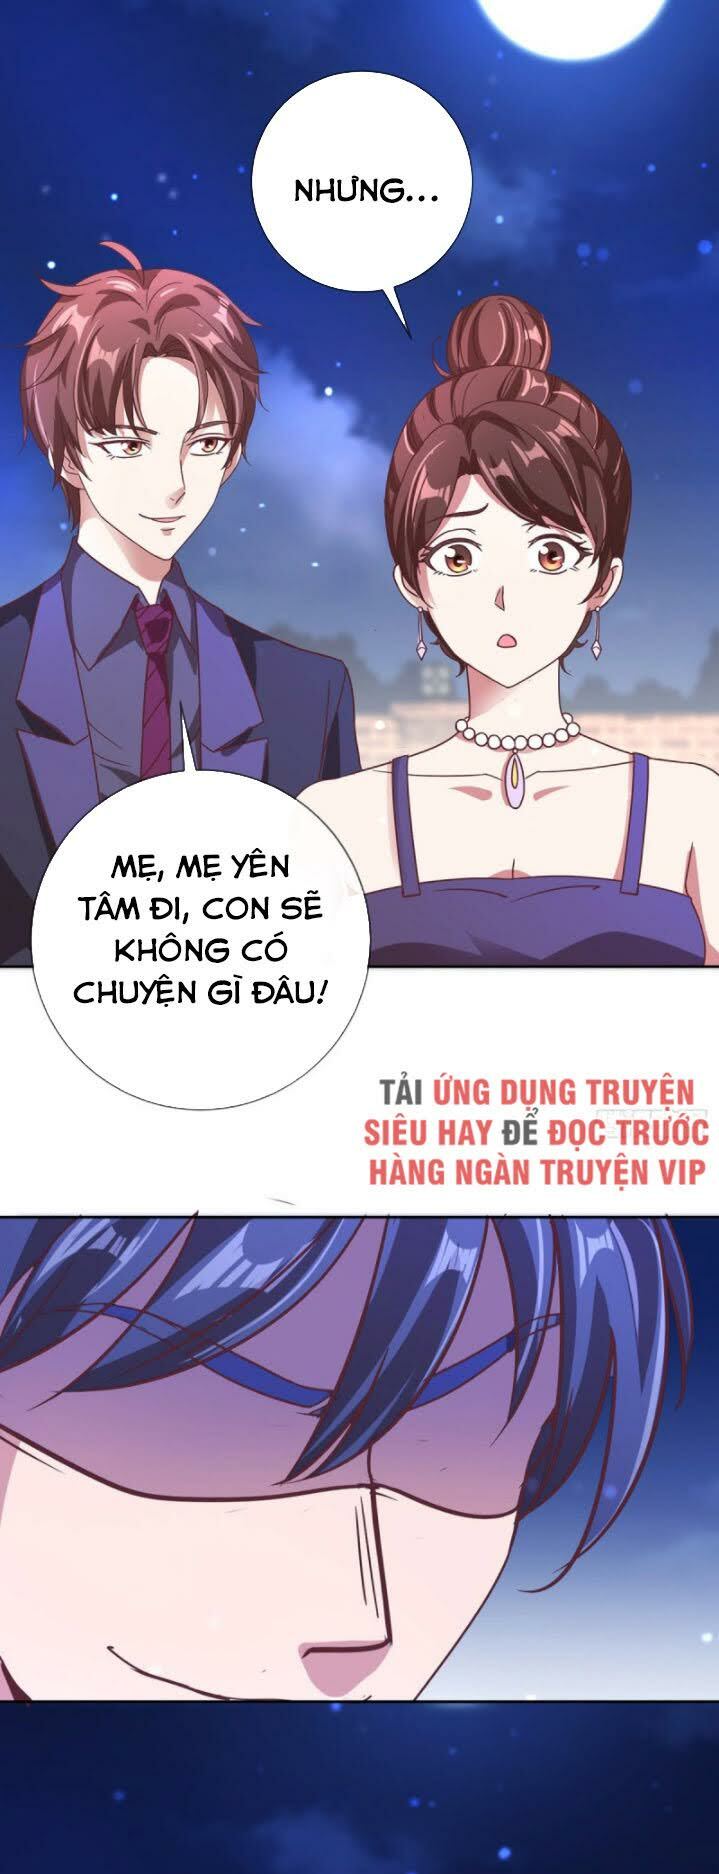 NHƯNG...
MẸ, MẸ YÊN
TÂM ĐI, CON SẼ
KHÔNG CÓ
CHUYỆN GÌ ĐÂU!
TẢI ỨNG DỤNG TRUYỆN
SIÊU HAY ĐỂ ĐỌC TRƯỚC
HÀNG NGÀN TRUYỆN VIP